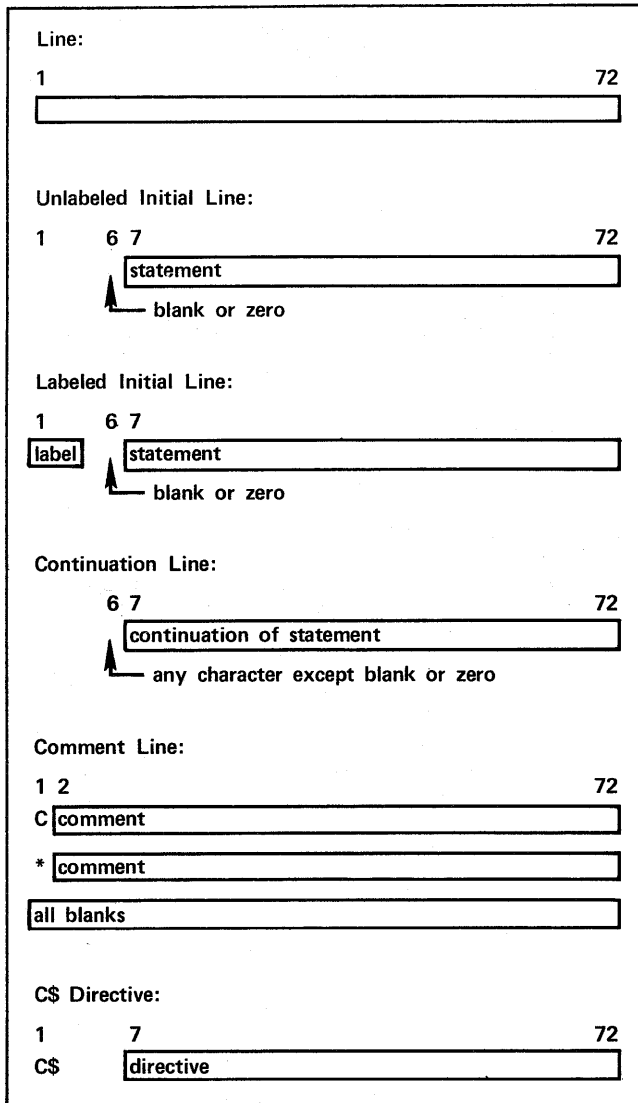 Line:
1 72
Unlabeled Initial Line:
1 6 7 72
statement
blank or zero
Labeled Initial Line:
1 6 7
label statement
blank or zero
Continuation Line:
6 7 72
continuation of statement
any character except blank or zero
Comment Line:
1 2 72
C comment
* comment
all blanks
C$ Directive:
1 7 72
C$ directive